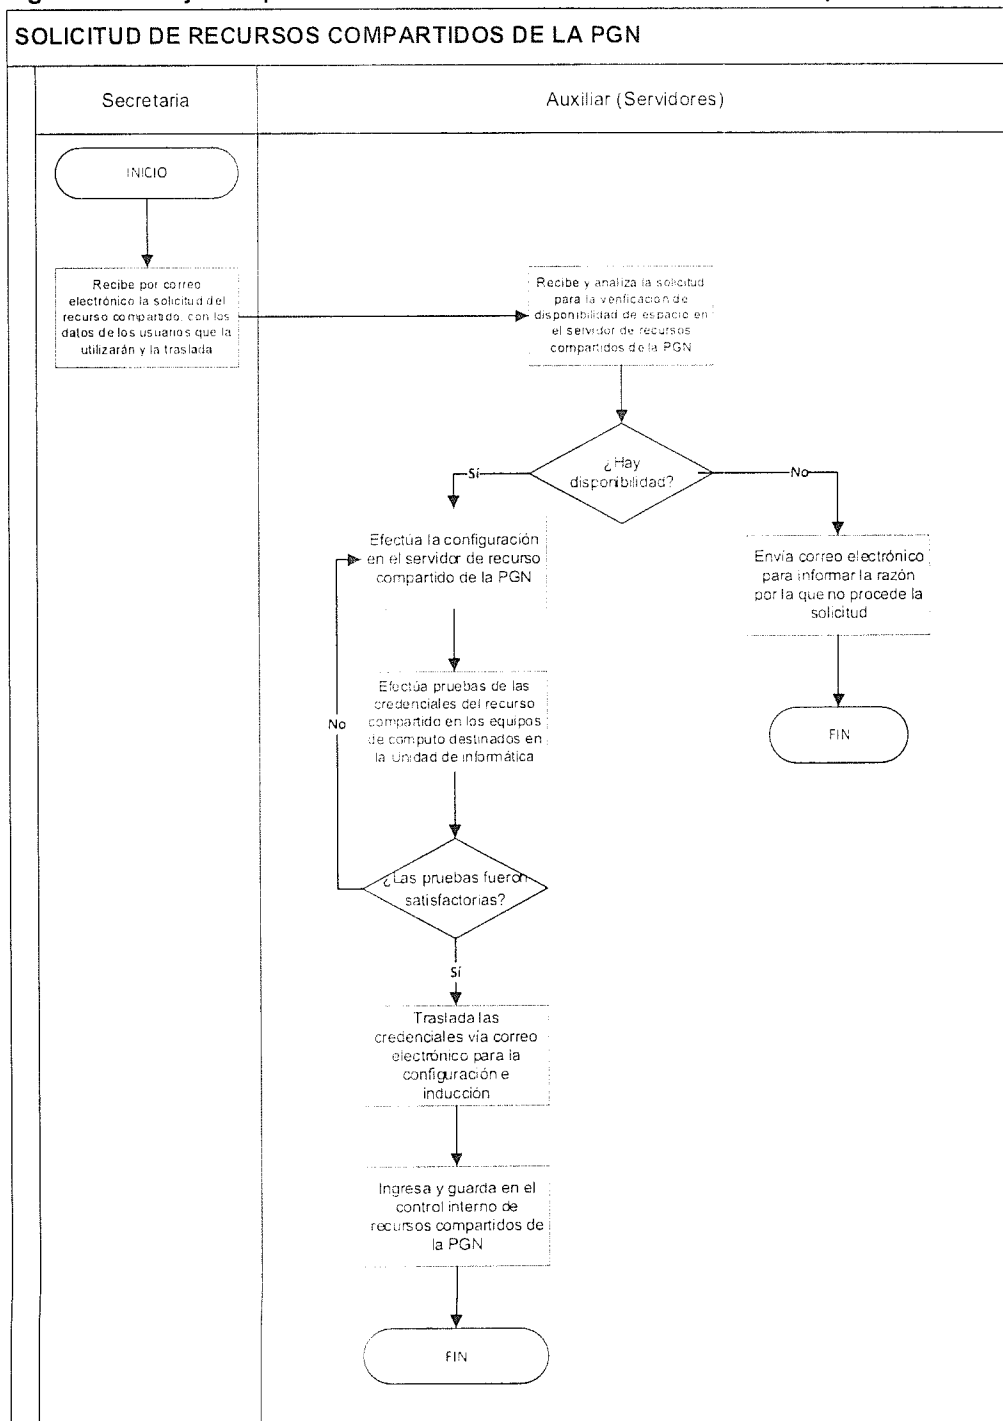 SOLICITUD DE RECURSOS COMPARTIDOS DE LA PGN
Secretaria
Auxiliar (Servidores)
INICIO
Recibe por correo
electrónico la solicitud del
recurso compartido, con los
datos de los usuarios que la
utilizarán y la traslada
Recibe y analiza la solicitud
para la verificación de
disponibilidad de espacio en
el servidor de recursos
compartidos de la PGN
¿Hay
disponibilidad?
Sí
No
Efectúa la configuración
en el servidor de recurso
compartido de la PGN
Envía correo electrónico
para informar la razón
por la que no procede la
solicitud
Efectúa pruebas de las
credenciales del recurso
compartido en los equipos
de computo destinados en
la Unidad de informática
No
FIN
¿Las pruebas fueron
satisfactorias?
Sí
Traslada las
credenciales vía correo
electrónico para la
configuración e
inducción
Ingresa y guarda en el
control interno de
recursos compartidos de
la PGN
FIN